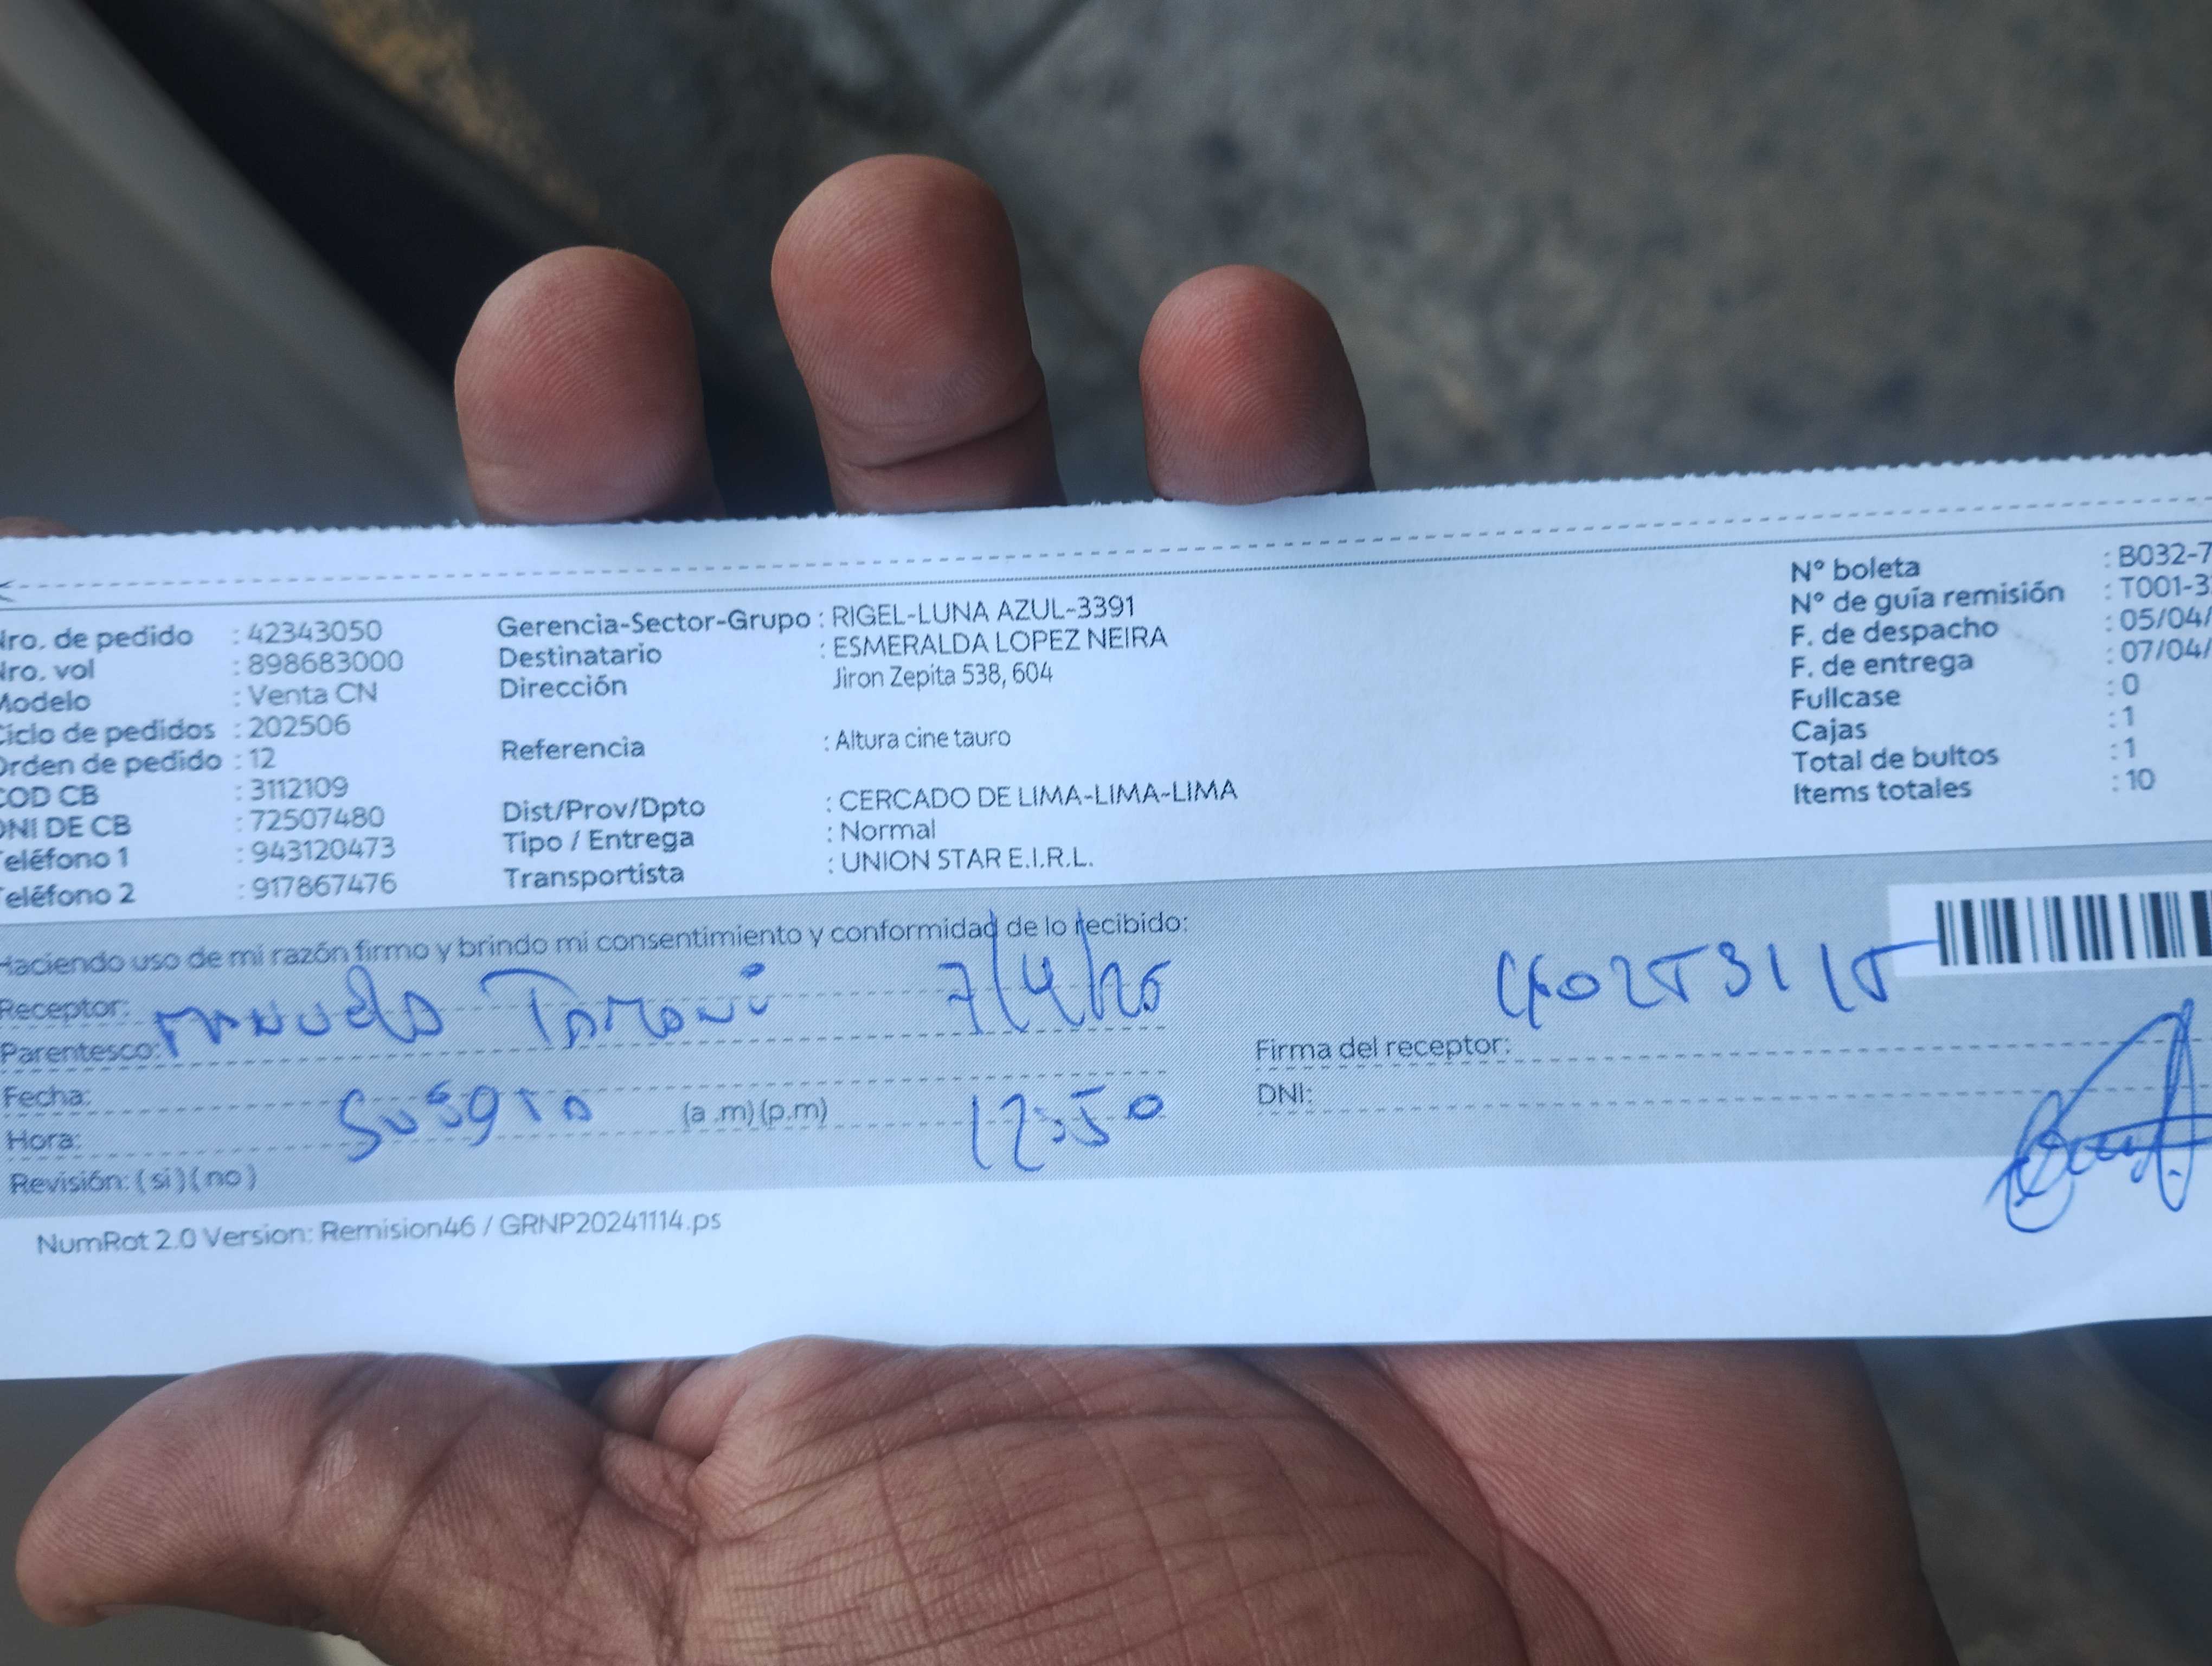 Nro. de pedido : 42343050
Nro. vol : 898683000
Modelo : Venta CN
Ciclo de pedidos : 202506
Orden de pedido : 12
COD CB : 3112109
DNI DE CB : 72507480
Teléfono 1 : 943120473
Teléfono 2 : 917867476
Gerencia-Sector-Grupo : RIGEL-LUNA AZUL-3391
Destinatario : ESMERALDA LOPEZ NEIRA
Dirección Jiron Zepita 538, 604
Referencia : Altura cine tauro
Dist/Prov/Dpto : CERCADO DE LIMA-LIMA-LIMA
Tipo / Entrega : Normal
Transportista : UNION STAR E.I.R.L.
N° boleta : B032-7
N° de guía remisión : T001-3
F. de despacho : 05/04/
F. de entrega : 07/04/
Fullcase : 0
Cajas : 1
Total de bultos : 1
Items totales : 10
Haciendo uso de mi razón firmo y brindo mi consentimiento y conformidad de lo recibido:
Receptor:
Parentesco:
Fecha:
Hora: (a .m) (p.m) 12:50
Revisión: ( si ) ( no )
Firma del receptor:
DNI:
NumRot 2.0 Version: Remision46 / GRNP20241114.ps